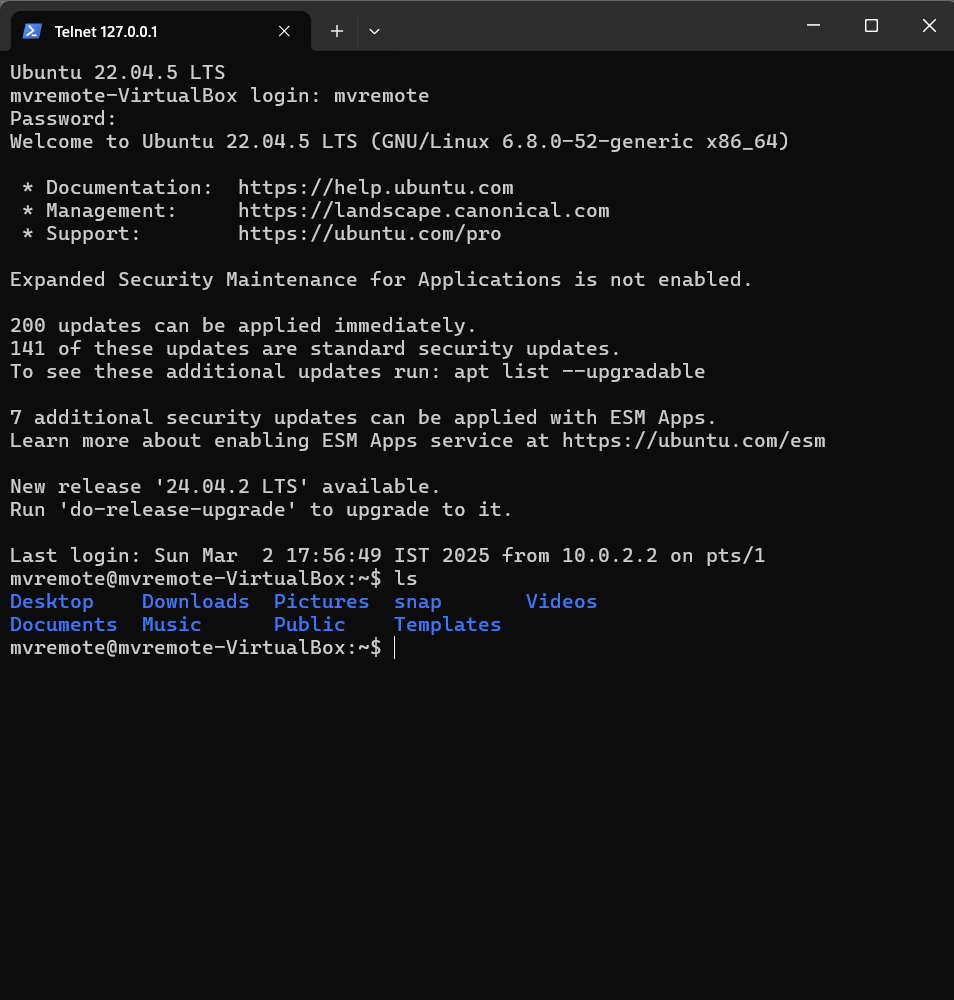 Telnet 127.0.0.1
Ubuntu 22.04.5 LTS
mvremote-VirtualBox login: mvremote
Password:
Welcome to Ubuntu 22.04.5 LTS (GNU/Linux 6.8.0-52-generic x86_64)
* Documentation:  https://help.ubuntu.com
* Management:     https://landscape.canonical.com
* Support:        https://ubuntu.com/pro
Expanded Security Maintenance for Applications is not enabled.
200 updates can be applied immediately.
141 of these updates are standard security updates.
To see these additional updates run: apt list --upgradable
7 additional security updates can be applied with ESM Apps.
Learn more about enabling ESM Apps service at https://ubuntu.com/esm
New release '24.04.2 LTS' available.
Run 'do-release-upgrade' to upgrade to it.
Last login: Sun Mar  2 17:56:49 IST 2025 from 10.0.2.2 on pts/1
mvremote@mvremote-VirtualBox:~$ ls
Desktop    Downloads  Pictures  snap       Videos
Documents  Music      Public    Templates
mvremote@mvremote-VirtualBox:~$